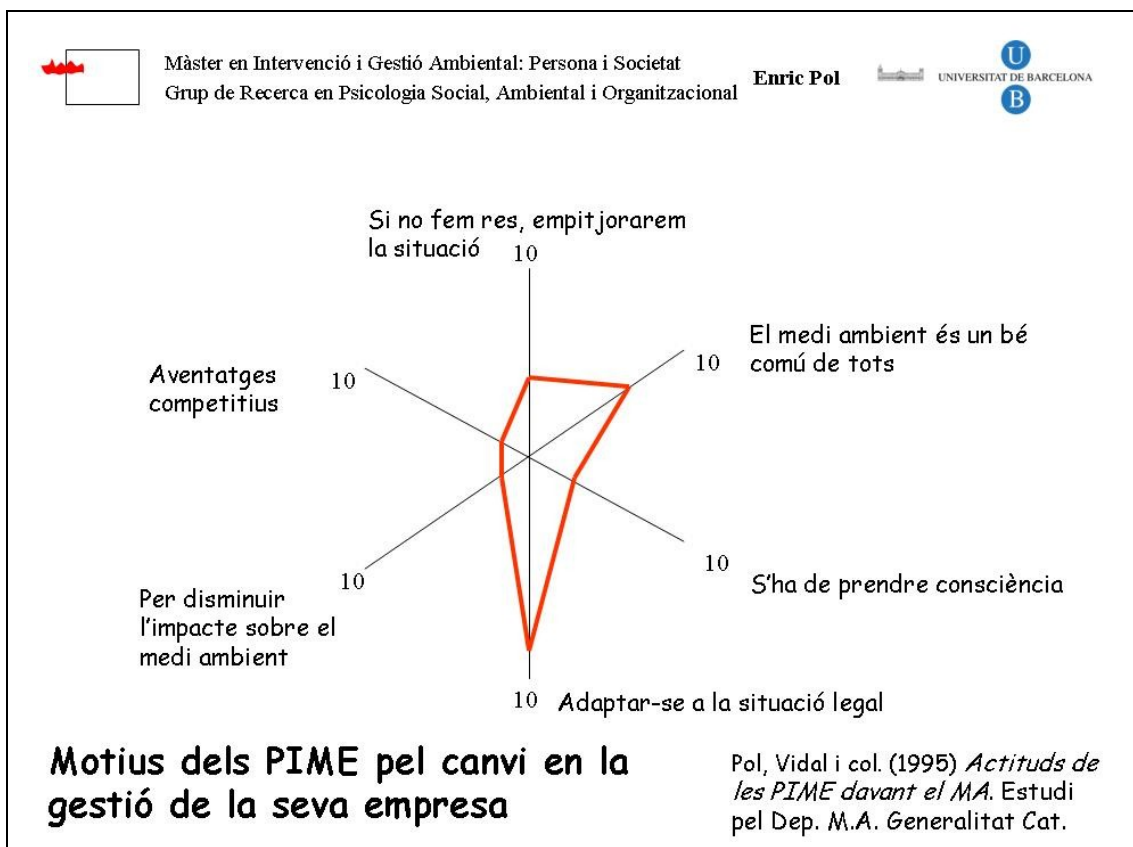 Màster en Intervenció i Gestió Ambiental: Persona i Societat
Grup de Recerca en Psicologia Social, Ambiental i Organitzacional
Enric Pol
U
UNIVERSITAT DE BARCELONA
B
Si no fem res, empitjorarem
la situació
10
El medi ambient és un bé
comú de tots
10
Aventatges
competitius
10
10
S'ha de prendre consciència
10
Per disminuir
l'impacte sobre el
medi ambient
10
Adaptar-se a la situació legal
Motius dels PIME pel canvi en la
gestió de la seva empresa
Pol, Vidal i col. (1995) Actituds de
les PIME davant el MA. Estudi
pel Dep. M.A. Generalitat Cat.